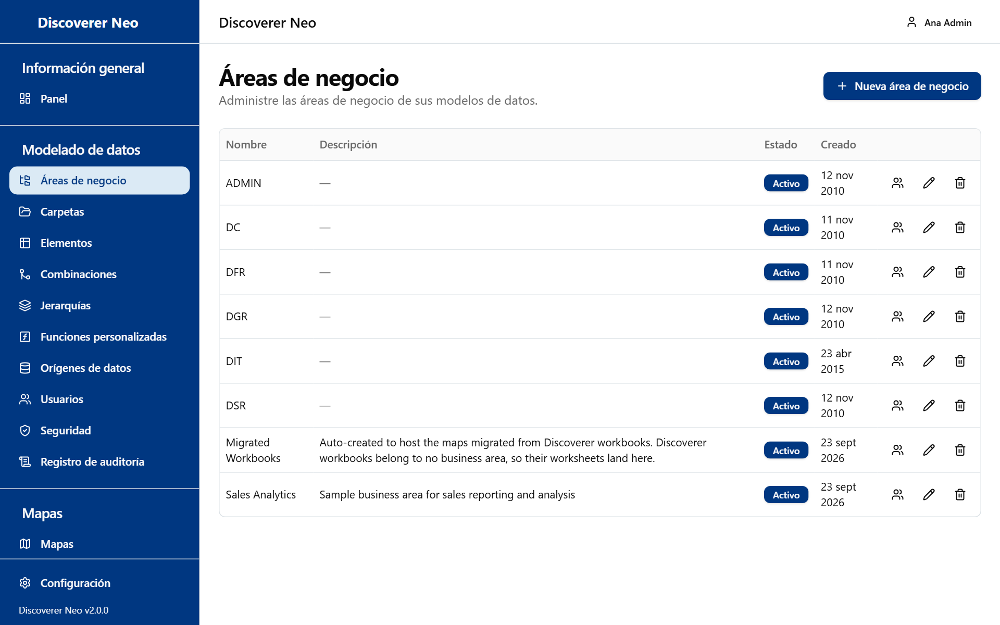 Discoverer Neo
Información general
Panel
Modelado de datos
Áreas de negocio
Carpetas
Elementos
Combinaciones
Jerarquías
Funciones personalizadas
Orígenes de datos
Usuarios
Seguridad
Registro de auditoría
Mapas
Mapas
Configuración
Discoverer Neo v2.0.0
Discoverer Neo
Ana Admin
Áreas de negocio
Administre las áreas de negocio de sus modelos de datos.
Nueva área de negocio
Nombre Descripción Estado Creado
ADMIN — Activo 12 nov
2010
DC — Activo 11 nov
2010
DFR — Activo 11 nov
2010
DGR — Activo 12 nov
2010
DIT — Activo 23 abr
2015
DSR — Activo 12 nov
2010
Migrated
Workbooks
Auto-created to host the maps migrated from Discoverer workbooks. Discoverer
workbooks belong to no business area, so their worksheets land here.
Activo
23 sept
2026
Sales Analytics Sample business area for sales reporting and analysis Activo 23 sept
2026